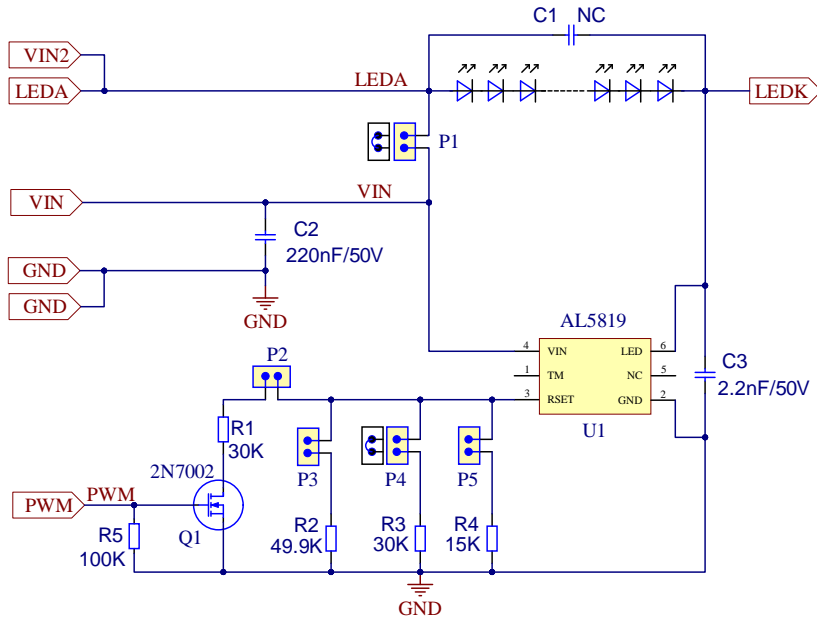 C1 NC
VIN2
LEDA
LEDA
LEDK
P1
VIN
VIN
C2
220nF/50V
GND
GND
GND
AL5819
4 VIN LED 6
1 TM NC 5
3 RSET GND 2
U1
C3
2.2nF/50V
P2
R1
30K
2N7002
P3
P4
P5
PWM
PWM
Q1
R5
100K
R2
49.9K
R3
30K
R4
15K
GND